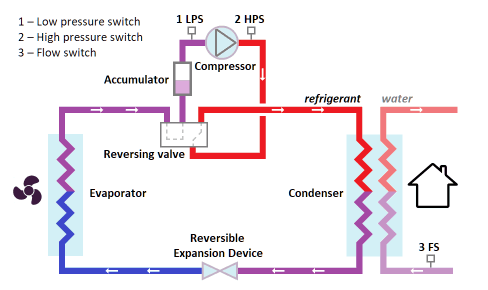 1 – Low pressure switch
2 – High pressure switch
3 – Flow switch
1 LPS
2 HPS
Compressor
Accumulator
refrigerant
water
Reversing valve
Evaporator
Condenser
Reversible
Expansion Device
3 FS